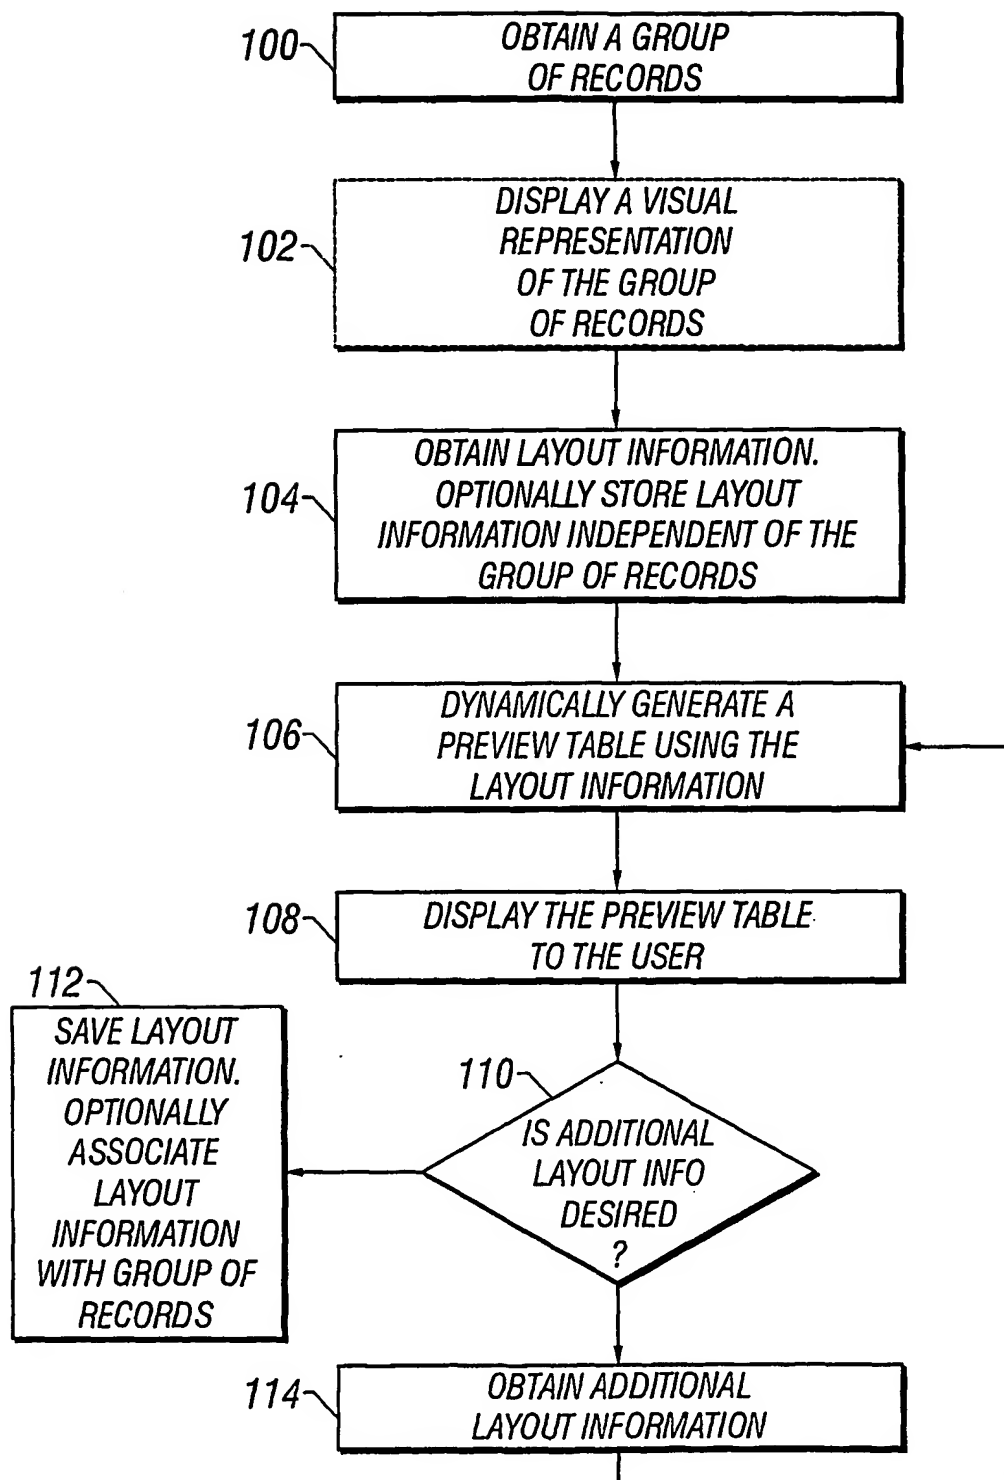 100
OBTAIN A GROUP
OF RECORDS
102
DISPLAY A VISUAL
REPRESENTATION
OF THE GROUP
OF RECORDS
104
OBTAIN LAYOUT INFORMATION.
OPTIONALLY STORE LAYOUT
INFORMATION INDEPENDENT OF THE
GROUP OF RECORDS
106
DYNAMICALLY GENERATE A
PREVIEW TABLE USING THE
LAYOUT INFORMATION
108
DISPLAY THE PREVIEW TABLE
TO THE USER
110
IS ADDITIONAL
LAYOUT INFO
DESIRED
?
112
SAVE LAYOUT
INFORMATION.
OPTIONALLY
ASSOCIATE
LAYOUT
INFORMATION
WITH GROUP OF
RECORDS
114
OBTAIN ADDITIONAL
LAYOUT INFORMATION